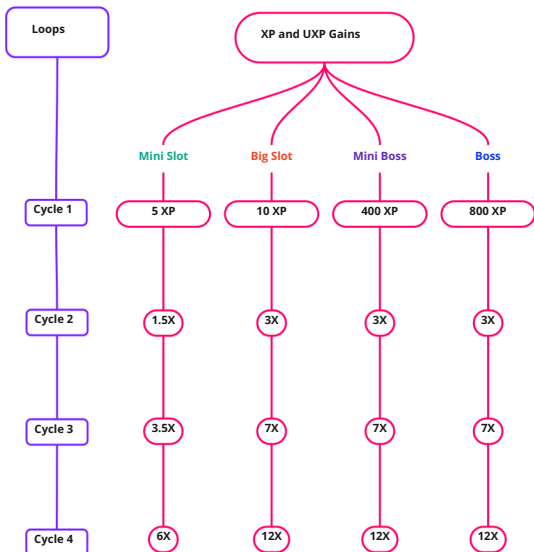 Loops
XP and UXP Gains
Mini Slot
Big Slot
Mini Boss
Boss
Cycle 1
5 XP
10 XP
400 XP
800 XP
Cycle 2
1.5X
3X
3X
3X
Cycle 3
3.5X
7X
7X
7X
Cycle 4
6X
12X
12X
12X